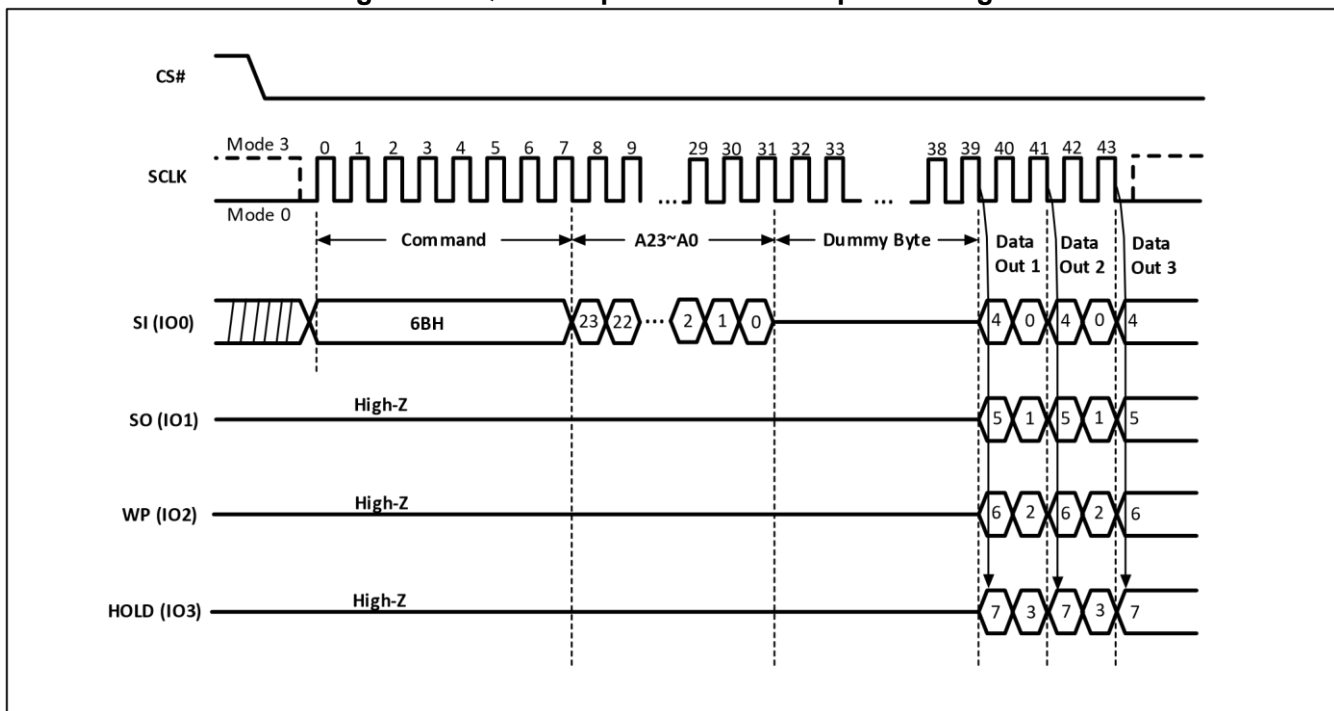 CS#
Mode 3
0 1 2 3 4 5 6 7 8 9 29 30 31 32 33 38 39 40 41 42 43
SCLK
... ...
Mode 0
Command A23~A0 Dummy Byte Data Data Data
Out 1 Out 2 Out 3
SI (IO0) 6BH 23 22 ... 2 1 0 4 0 4 0 4
High-Z
SO (IO1) 5 1 5 1 5
High-Z
WP (IO2) 6 2 6 2 6
High-Z
HOLD (IO3) 7 3 7 3 7